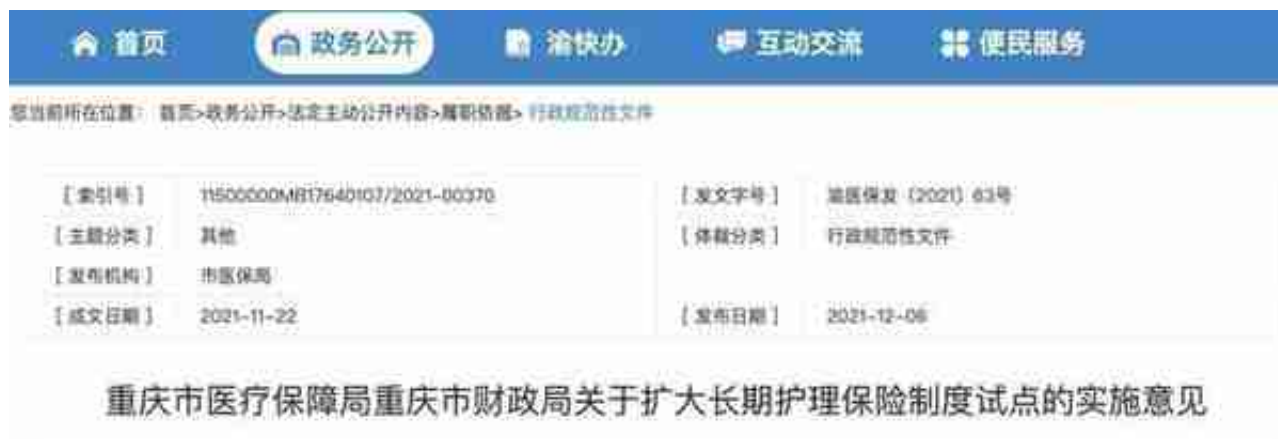 首页 政务公开 渝快办 互动交流 便民服务
您当前所在位置： 首页>政务公开>法定主动公开内容>履职依据> 行政规范性文件
[ 索引号 ] 11500000MB17640107/2021-00370 [ 发文字号 ] 渝医保发〔2021〕63号
[ 主题分类 ] 其他 [ 体裁分类 ] 行政规范性文件
[ 发布机构 ] 市医保局
[ 成文日期 ] 2021-11-22 [ 发布日期 ] 2021-12-06
重庆市医疗保障局重庆市财政局关于扩大长期护理保险制度试点的实施意见